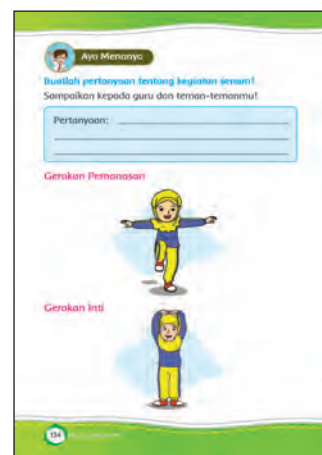 Ayo Menanya
Buatlah pertanyaan tentang kegiatan senam!
Sampaikan kepada guru dan teman-temanmu!
Pertanyaan:
Gerakan Pemanasan
Gerakan Inti
134